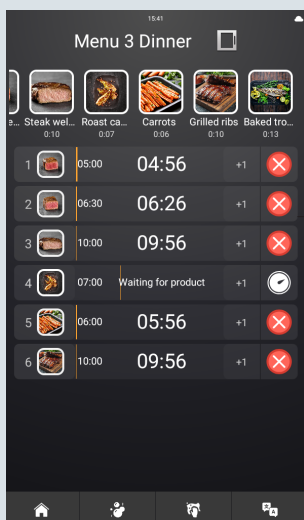 15:41
Menu 3 Dinner
e... Steak wel... Roast ca... Carrots Grilled ribs Baked tro...
0:10 0:07 0:06 0:10 0:13
1 05:00 04:56 +1
2 06:30 06:26 +1
3 10:00 09:56 +1
4 07:00 Waiting for product +1
5 06:00 05:56 +1
6 10:00 09:56 +1